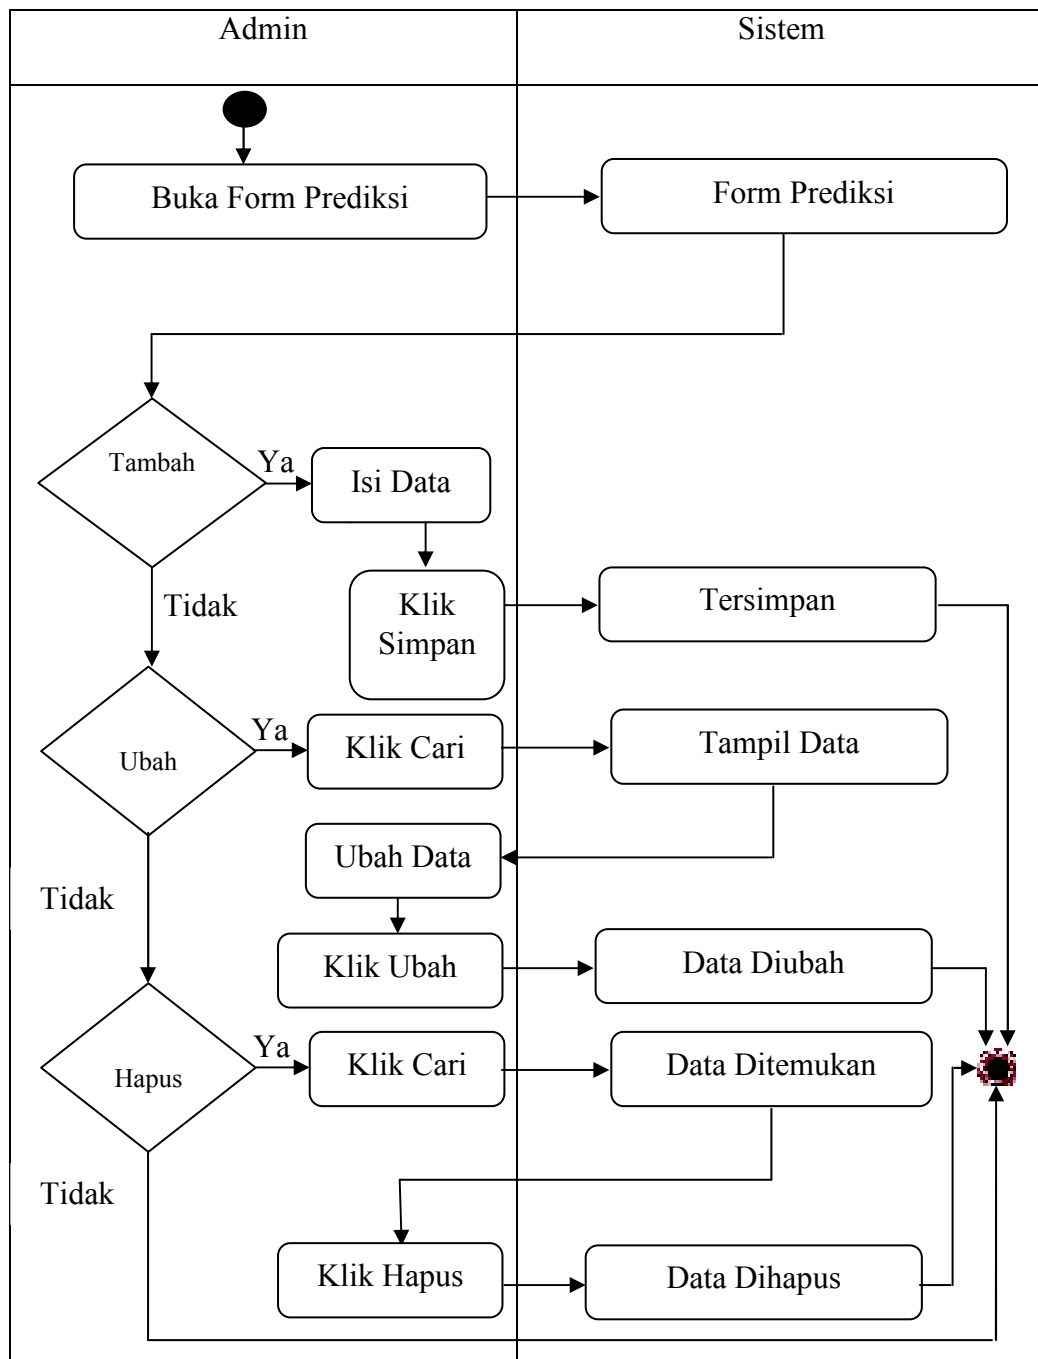 Admin
Sistem
Buka Form Prediksi
Form Prediksi
Tambah
Ya
Isi Data
Tidak
Klik
Simpan
Tersimpan
Ubah
Ya
Klik Cari
Tampil Data
Ubah Data
Tidak
Klik Ubah
Data Diubah
Hapus
Ya
Klik Cari
Data Ditemukan
Tidak
Klik Hapus
Data Dihapus